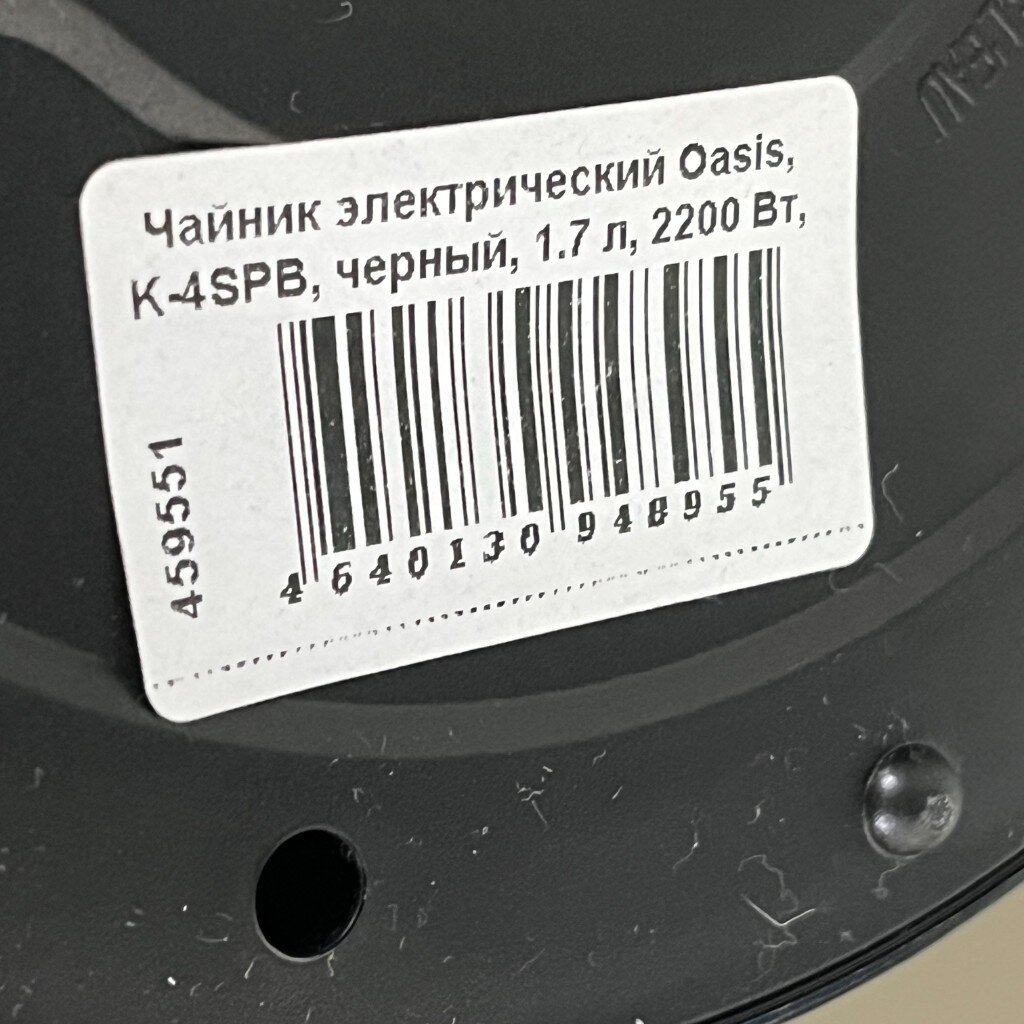 Чайник электрический Oasis,
K-4SPB, черный, 1.7 л, 2200 Вт,
459551
4 640130 948955